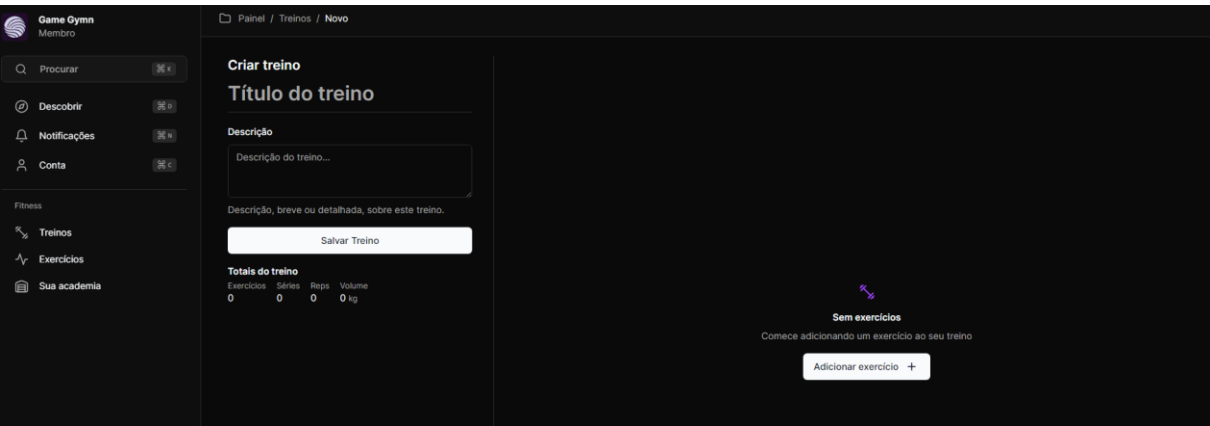 Game Gymn
Membro
Procurar ⌘ K
Descobrir ⌘ D
Notificações ⌘ N
Conta ⌘ C
Fitness
Treinos
Exercícios
Sua academia
Painel / Treinos / Novo
Criar treino
Título do treino
Descrição
Descrição do treino...
Descrição, breve ou detalhada, sobre este treino.
Salvar Treino
Totais do treino
Exercícios Séries Reps Volume
0 0 0 0 kg
Sem exercícios
Comece adicionando um exercício ao seu treino
Adicionar exercício +